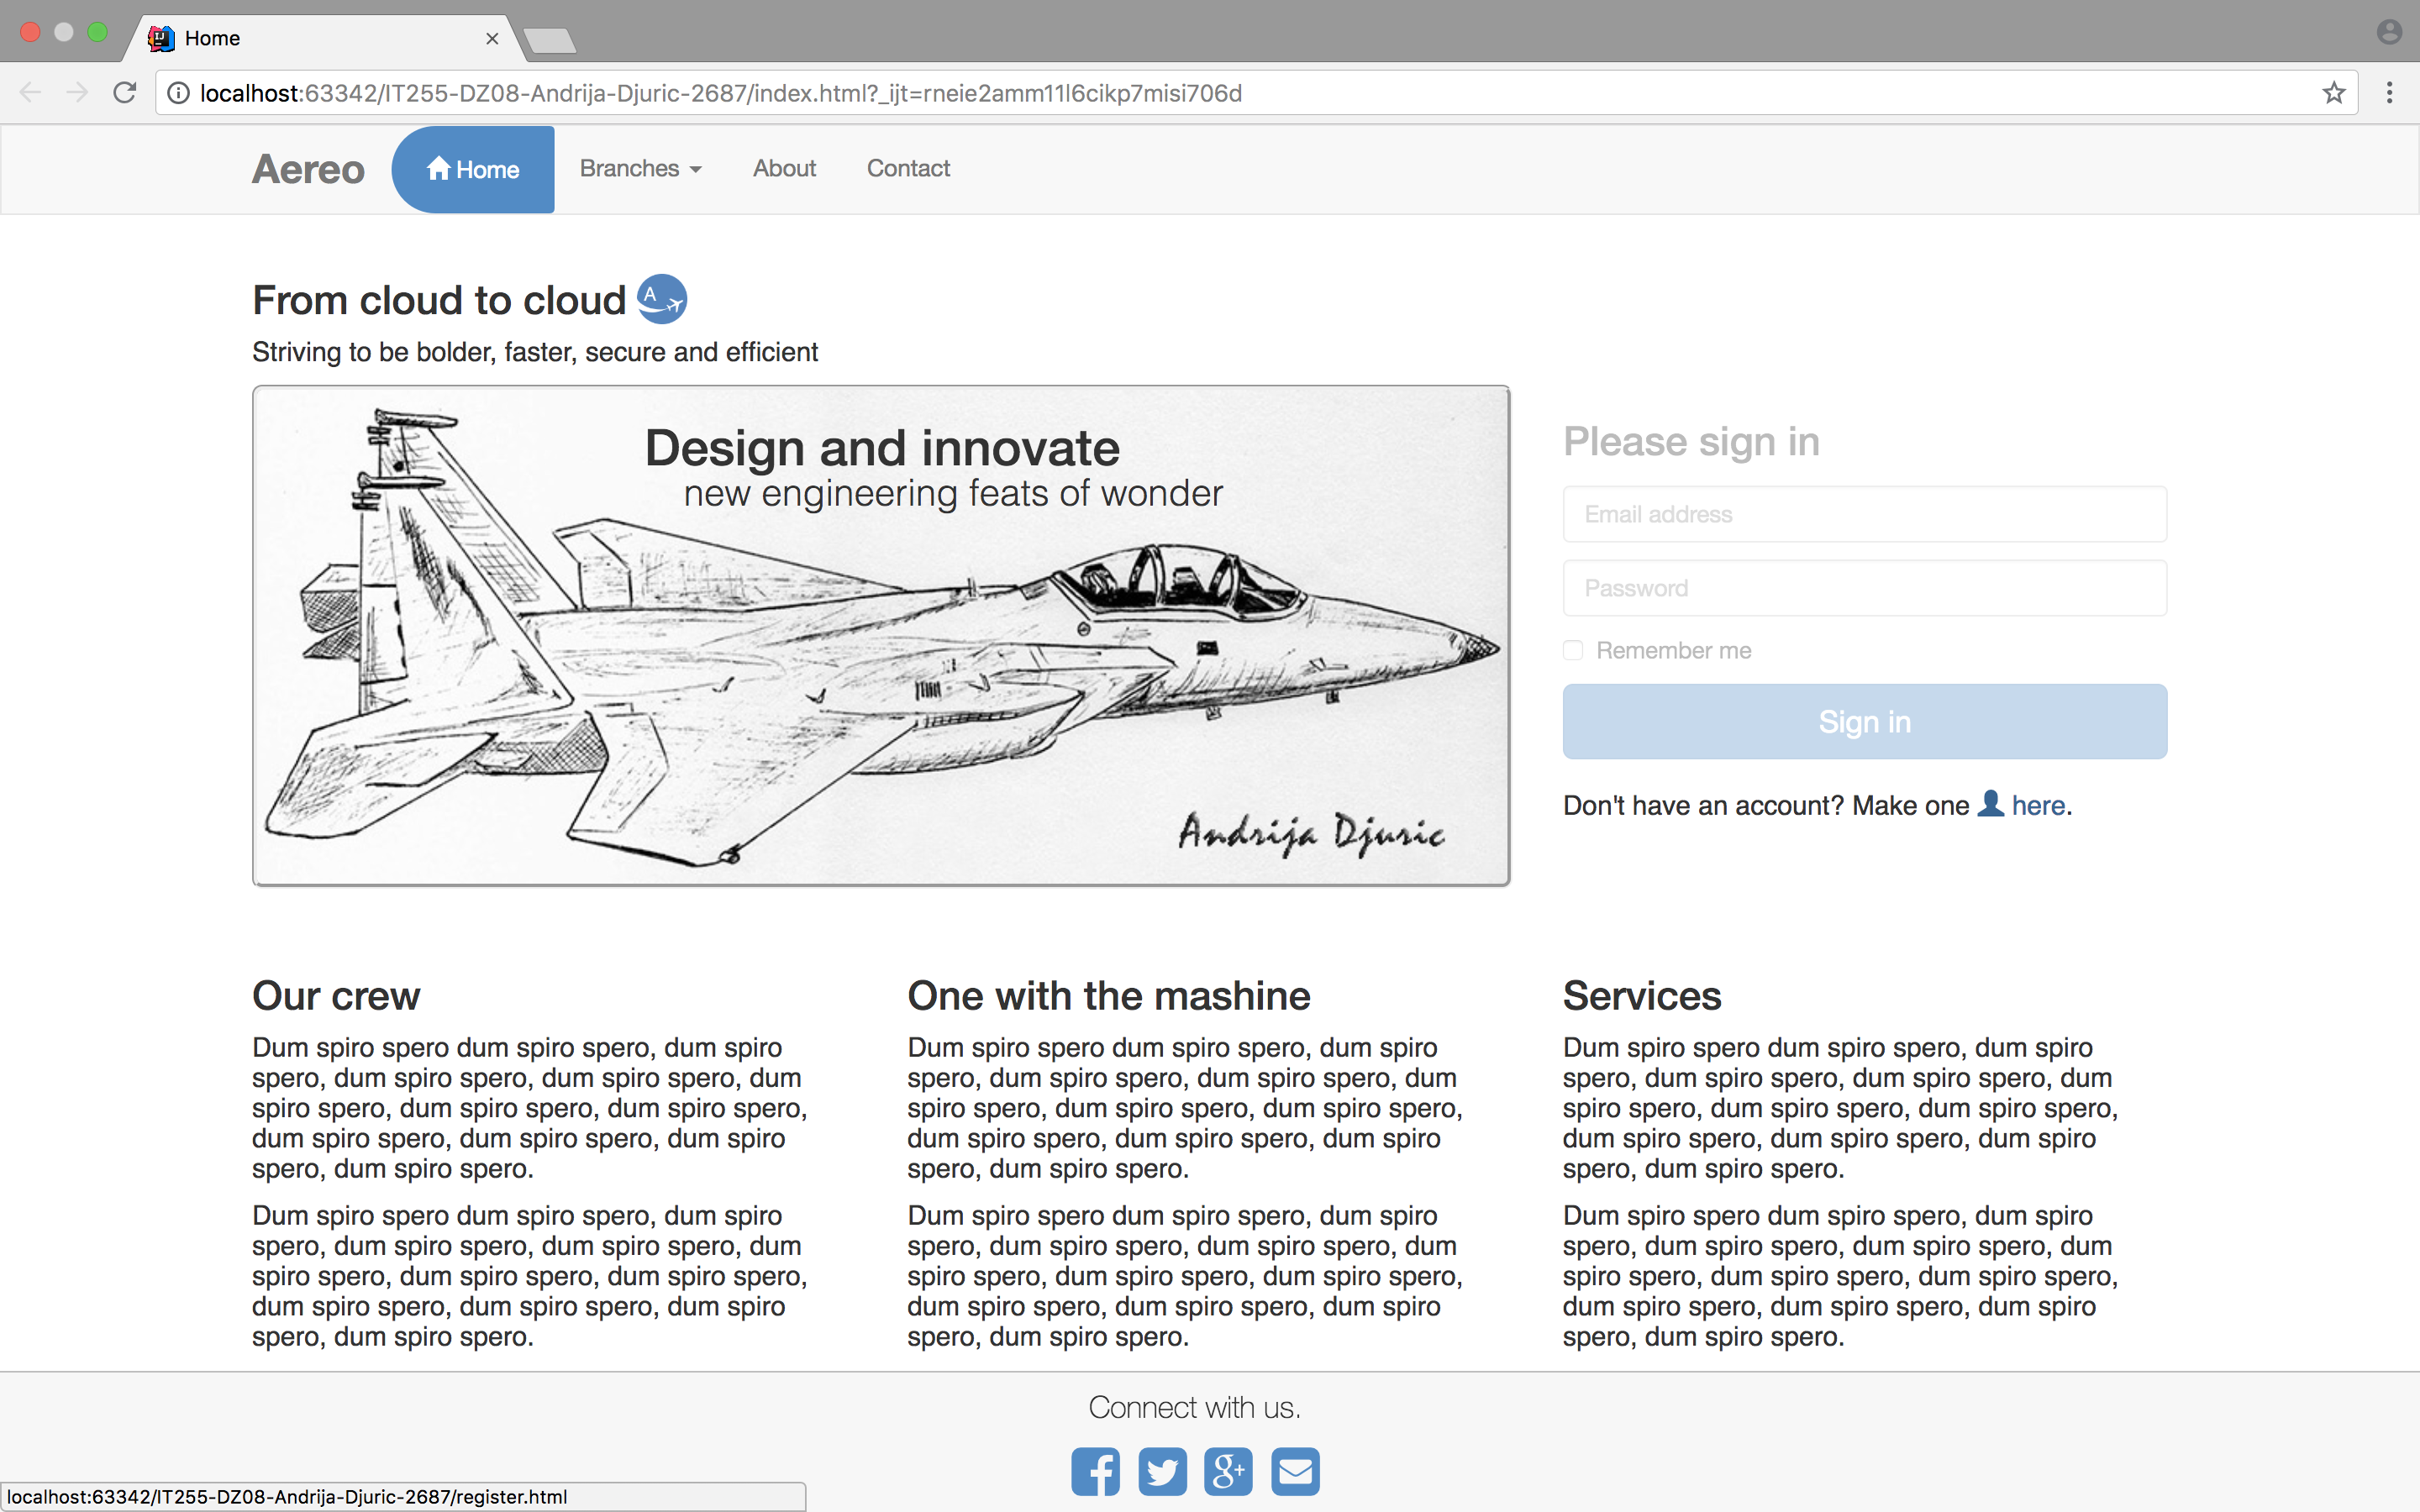 Home
localhost:63342/IT255-DZ08-Andrija-Djuric-2687/index.html?_ijt=rneie2amm11l6cikp7misi706d
Aereo Home Branches About Contact
From cloud to cloud A
Striving to be bolder, faster, secure and efficient
Design and innovate
new engineering feats of wonder
Andrija Djuric
Please sign in
Email address
Password
Remember me
Sign in
Don't have an account? Make one here.
Our crew
Dum spiro spero dum spiro spero, dum spiro
spero, dum spiro spero, dum spiro spero, dum
spiro spero, dum spiro spero, dum spiro spero,
dum spiro spero, dum spiro spero, dum spiro
spero, dum spiro spero.
Dum spiro spero dum spiro spero, dum spiro
spero, dum spiro spero, dum spiro spero, dum
spiro spero, dum spiro spero, dum spiro spero,
dum spiro spero, dum spiro spero, dum spiro
spero, dum spiro spero.
One with the mashine
Dum spiro spero dum spiro spero, dum spiro
spero, dum spiro spero, dum spiro spero, dum
spiro spero, dum spiro spero, dum spiro spero,
dum spiro spero, dum spiro spero, dum spiro
spero, dum spiro spero.
Dum spiro spero dum spiro spero, dum spiro
spero, dum spiro spero, dum spiro spero, dum
spiro spero, dum spiro spero, dum spiro spero,
dum spiro spero, dum spiro spero, dum spiro
spero, dum spiro spero.
Services
Dum spiro spero dum spiro spero, dum spiro
spero, dum spiro spero, dum spiro spero, dum
spiro spero, dum spiro spero, dum spiro spero,
dum spiro spero, dum spiro spero, dum spiro
spero, dum spiro spero.
Dum spiro spero dum spiro spero, dum spiro
spero, dum spiro spero, dum spiro spero, dum
spiro spero, dum spiro spero, dum spiro spero,
dum spiro spero, dum spiro spero, dum spiro
spero, dum spiro spero.
Connect with us.
localhost:63342/IT255-DZ08-Andrija-Djuric-2687/register.html